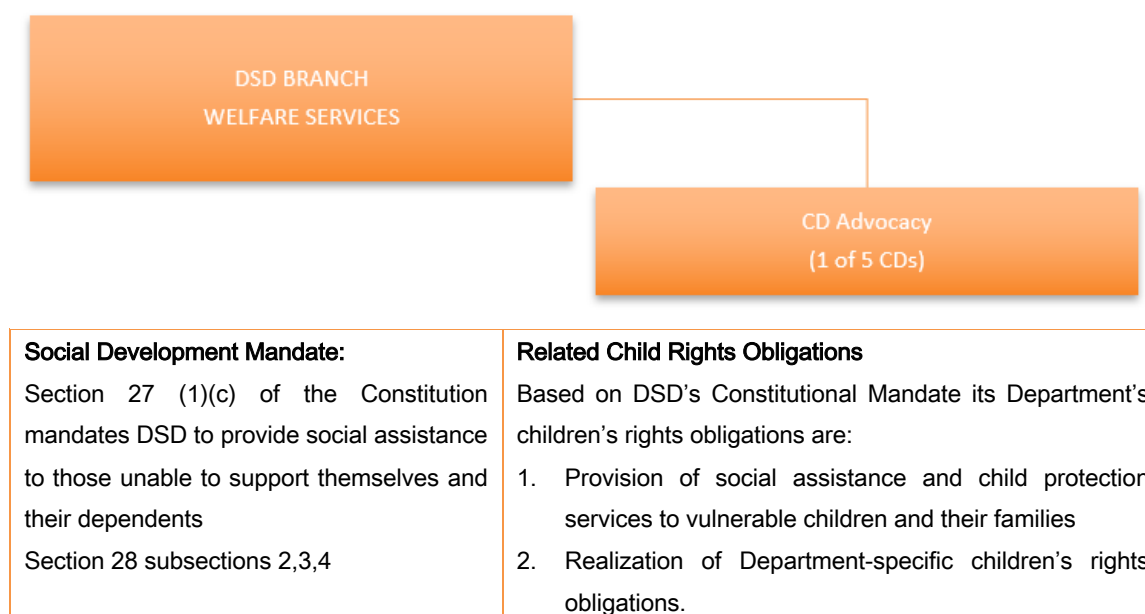 DSD BRANCH
WELFARE SERVICES
CD Advocacy
(1 of 5 CDs)
Social Development Mandate:
Section 27 (1)(c) of the Constitution
mandates DSD to provide social assistance
to those unable to support themselves and
their dependents
Section 28 subsections 2,3,4
Related Child Rights Obligations
Based on DSD’s Constitutional Mandate its Department’s
children’s rights obligations are:
1. Provision of social assistance and child protection
services to vulnerable children and their families
2. Realization of Department-specific children’s rights
obligations.